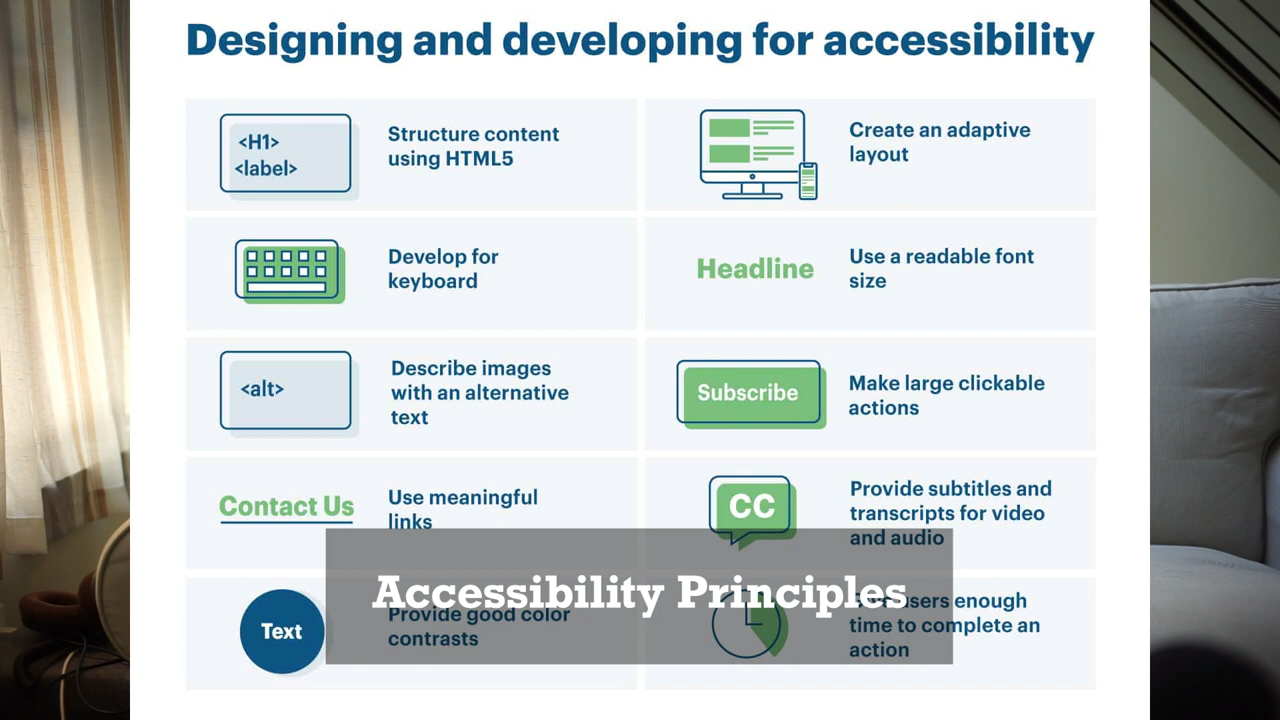 Designing and developing for accessibility
<H1>
<label>
Structure content
using HTML5
Create an adaptive
layout
Develop for
keyboard
Headline
Use a readable font
size
<alt>
Describe images
with an alternative
text
Subscribe
Make large clickable
actions
Contact Us
Use meaningful
links
CC
Provide subtitles and
transcripts for video
and audio
Accessibility Principles
Text
Provide good color
contrasts
users enough
time to complete an
action